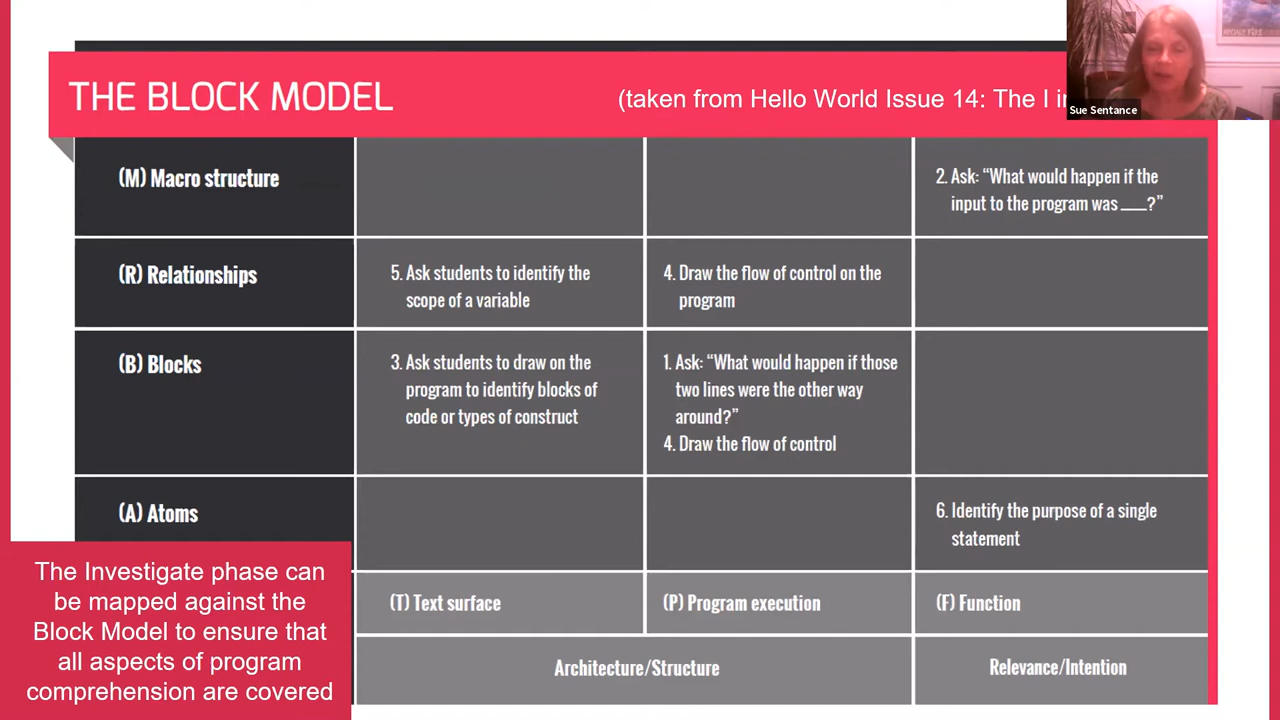 THE BLOCK MODEL
(taken from Hello World Issue 14: The I in
Sue Sentance
(M) Macro structure
2. Ask: “What would happen if the
input to the program was ___?”
(R) Relationships
5. Ask students to identify the
scope of a variable
4. Draw the flow of control on the
program
(B) Blocks
3. Ask students to draw on the
program to identify blocks of
code or types of construct
1. Ask: “What would happen if those
two lines were the other way
around?”
4. Draw the flow of control
(A) Atoms
6. Identify the purpose of a single
statement
The Investigate phase can
be mapped against the
Block Model to ensure that
all aspects of program
comprehension are covered
(T) Text surface
(P) Program execution
(F) Function
Architecture/Structure
Relevance/Intention